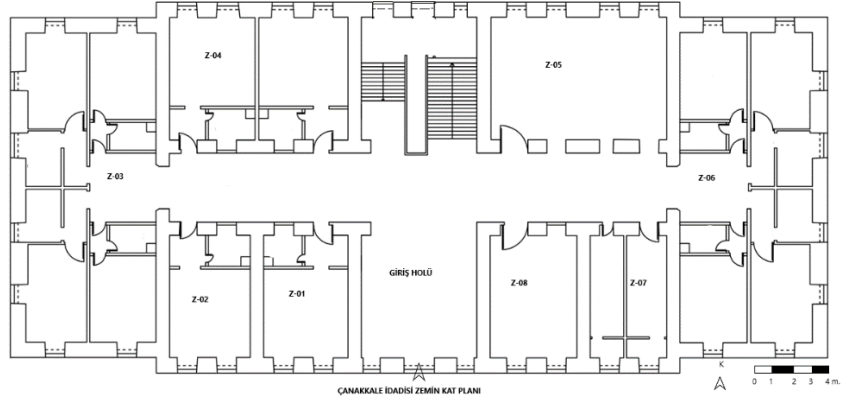 Z-04
Z-05
Z-03
Z-06
GİRİŞ HOLÜ
Z-02
Z-01
Z-08
Z-07
K
0 1 2 3 4 m.
ÇANAKKALE İDADİSİ ZEMİN KAT PLANI